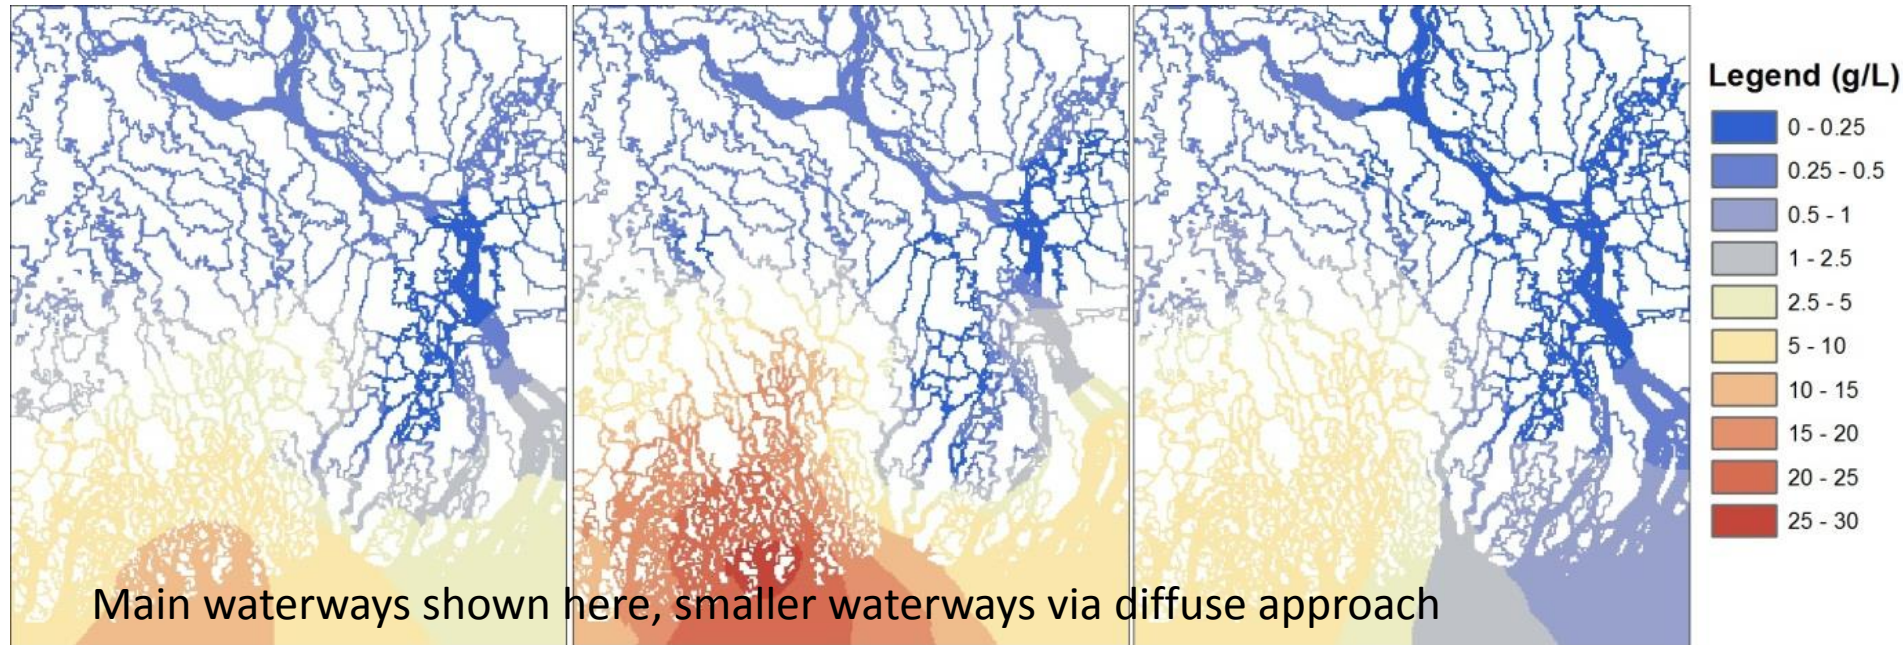 Legend (g/L)
0 - 0.25
0.25 - 0.5
0.5 - 1
1 - 2.5
2.5 - 5
5 - 10
10 - 15
15 - 20
20 - 25
25 - 30
Main waterways shown here, smaller waterways via diffuse approach